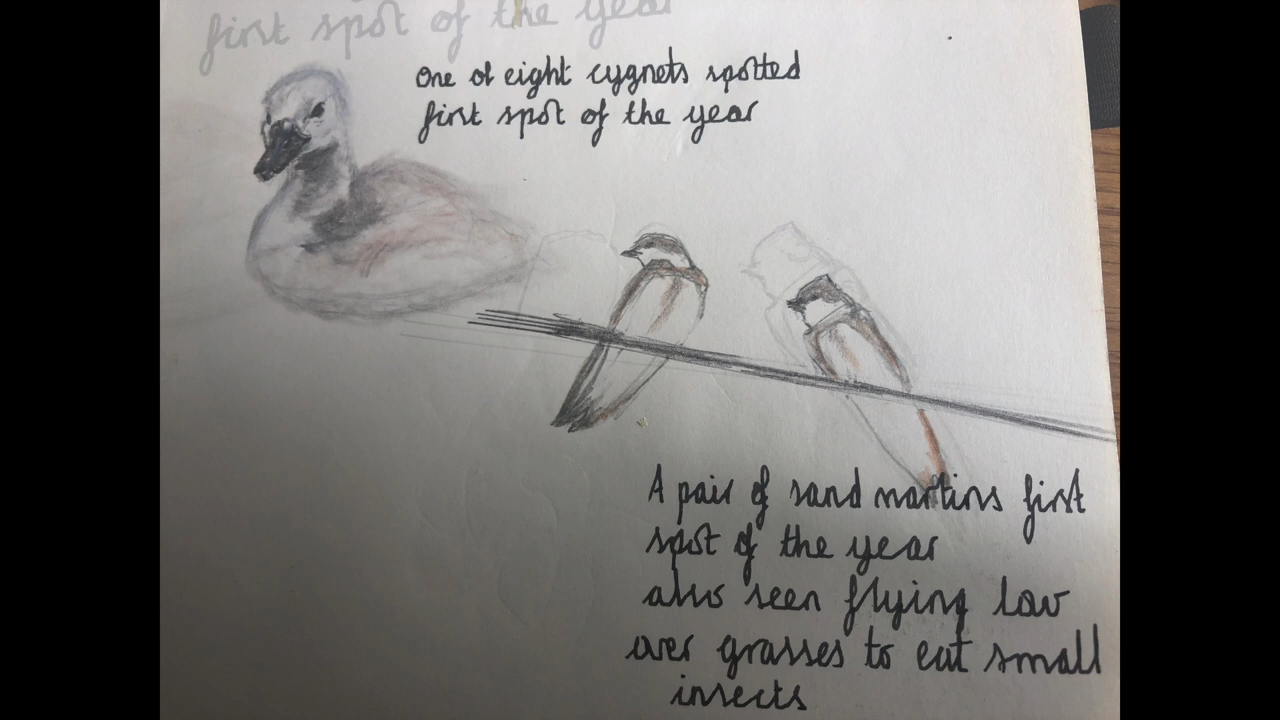 first spot of the year
One of eight cygnets spotted
first spot of the year
A pair of sand martins first
spot of the year
also seen flying low
over grasses to eat small
insects